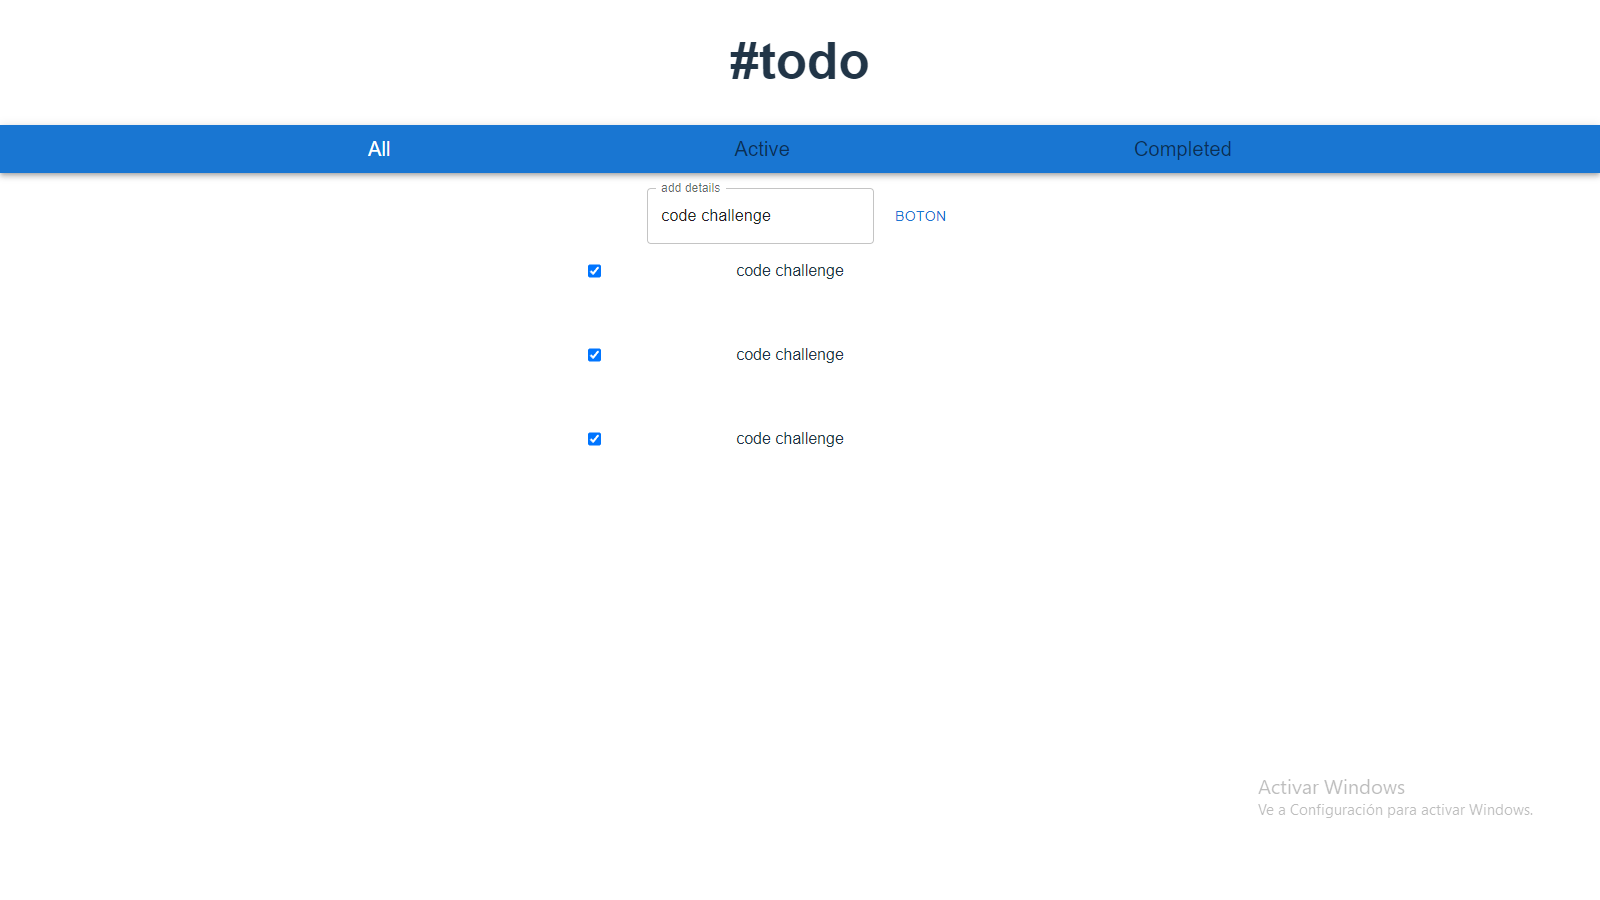 #todo
All Active Completed
add details
code challenge BOTON
code challenge
code challenge
code challenge
Activar Windows
Ve a Configuración para activar Windows.